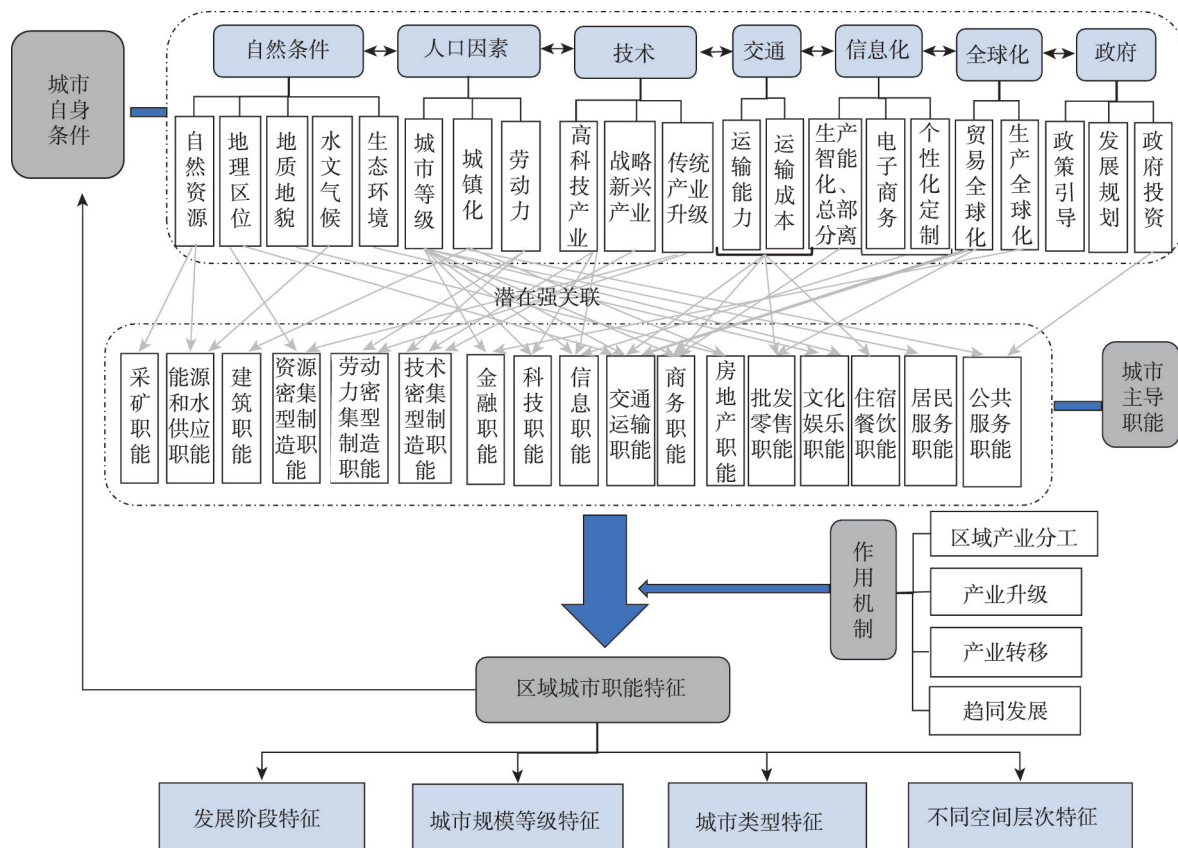 城市
自身
条件
自然条件
人口因素
技术
交通
信息化
全球化
政府
自然资源
地理区位
地质地貌
水文气候
生态环境
城市等级
城镇化
劳动力
高科技产业
战略
新兴
产业
传统
产业
升级
运输能力
运输成本
生产
智能
化、
总部
分离
电子商务
个性化定制
贸易全球化
生产全球化
政策引导
发展规划
政府投资
潜在强关联
采矿职能
能源
和水
供应
职能
建筑职能
资源
密集
型制
造职
能
劳动
力密
集型
制造
职能
技术
密集
型制
造职
能
金融职能
科技职能
信息职能
交通
运输
职能
商务职能
房地产职能
批发
零售
职能
文化
娱乐
职能
住宿
餐饮
职能
居民
服务
职能
公共
服务
职能
城市
主导
职能
作用机制
区域产业分工
产业升级
产业转移
趋同发展
区域城市职能特征
发展阶段特征
城市规模等级特征
城市类型特征
不同空间层次特征